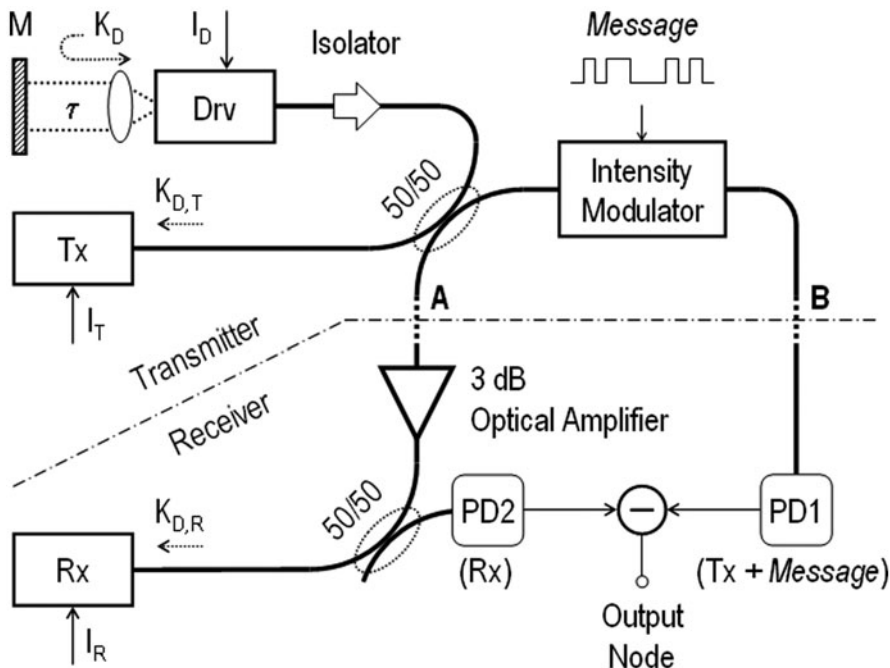 M
K_D
I_D
Isolator
Message
τ
Drv
50/50
Intensity
Modulator
K_D,T
Tx
I_T
A
B
Transmitter
Receiver
3 dB
Optical Amplifier
50/50
K_D,R
Rx
I_R
PD2
(Rx)
−
PD1
(Tx + Message)
Output
Node